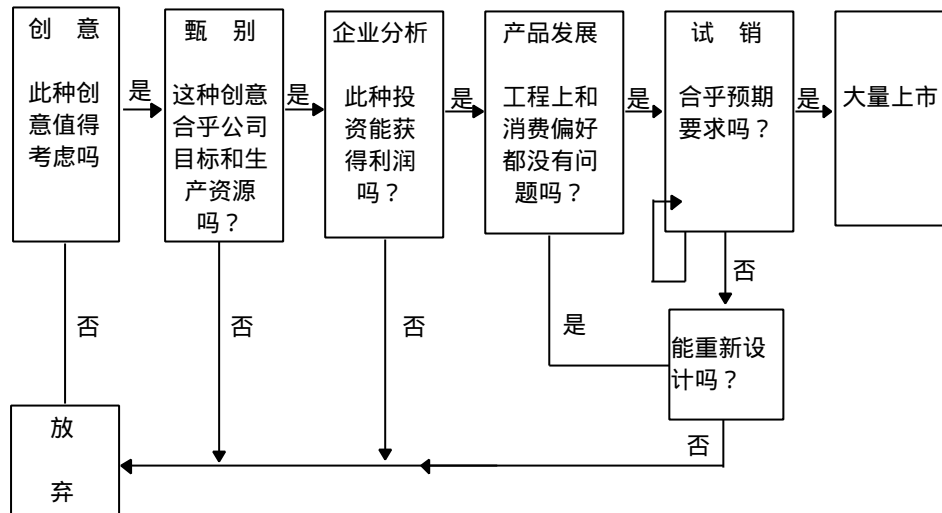 创 意
此种创
意值得
考虑吗
是
甄 别
这种创意
合乎公司
目标和生
产资源
吗？
是
企业分析
此种投
资能获
得利润
吗？
是
产品发展
工程上和
消费偏好
都没有问
题吗？
是
试 销
合乎预期
要求吗？
是
大量上市
否
否
否
是
否
能重新设
计吗？
否
放
弃